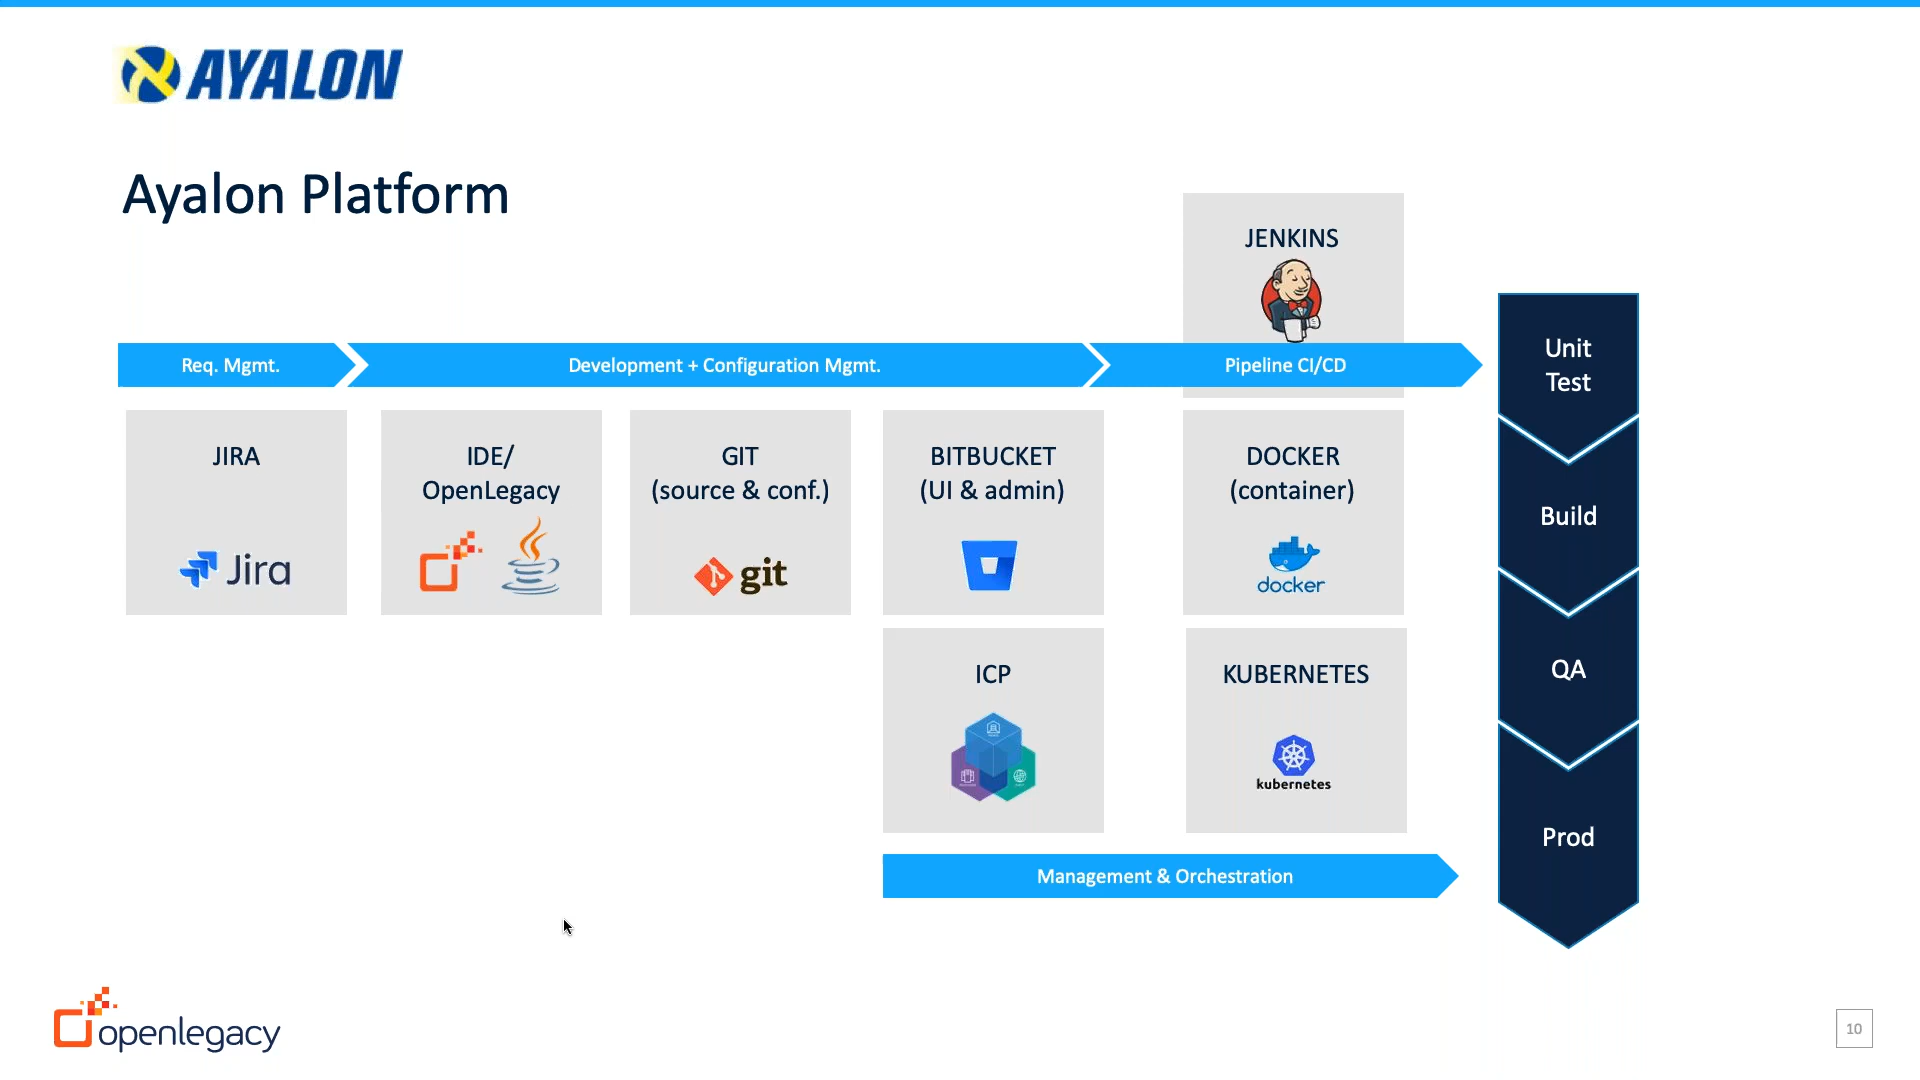 AYALON
Ayalon Platform
JENKINS
Req. Mgmt.
Development + Configuration Mgmt.
Pipeline CI/CD
JIRA
Jira
IDE/
OpenLegacy
GIT
(source & conf.)
git
BITBUCKET
(UI & admin)
DOCKER
(container)
docker
ICP
KUBERNETES
kubernetes
Management & Orchestration
Unit
Test
Build
QA
Prod
openlegacy
10